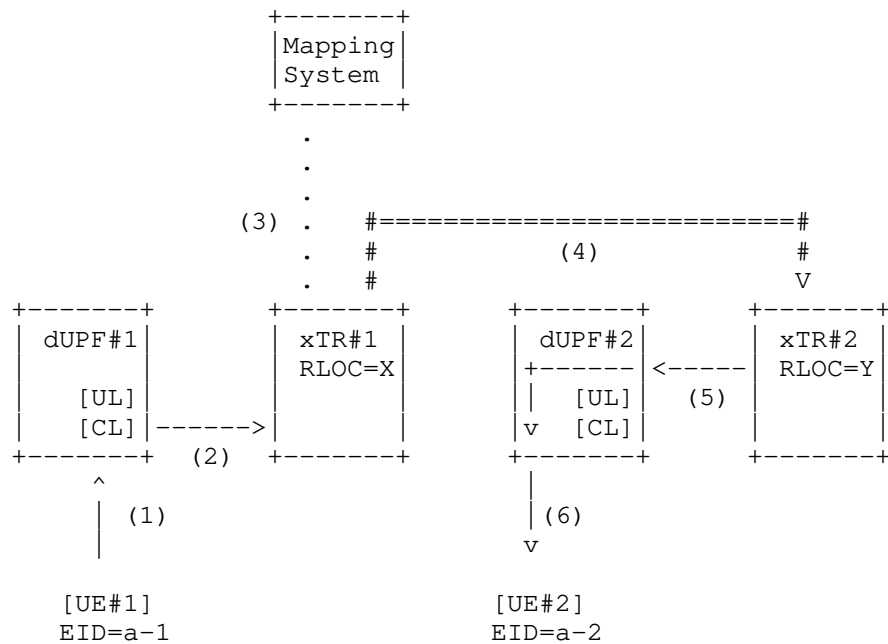 Mapping
System
(3)
(4)
dUPF#1 xTR#1 dUPF#2 xTR#2
RLOC=X RLOC=Y
[UL] [UL] (5)
[CL] [CL]
(2)
(1) (6)
[UE#1] [UE#2]
EID=a-1 EID=a-2